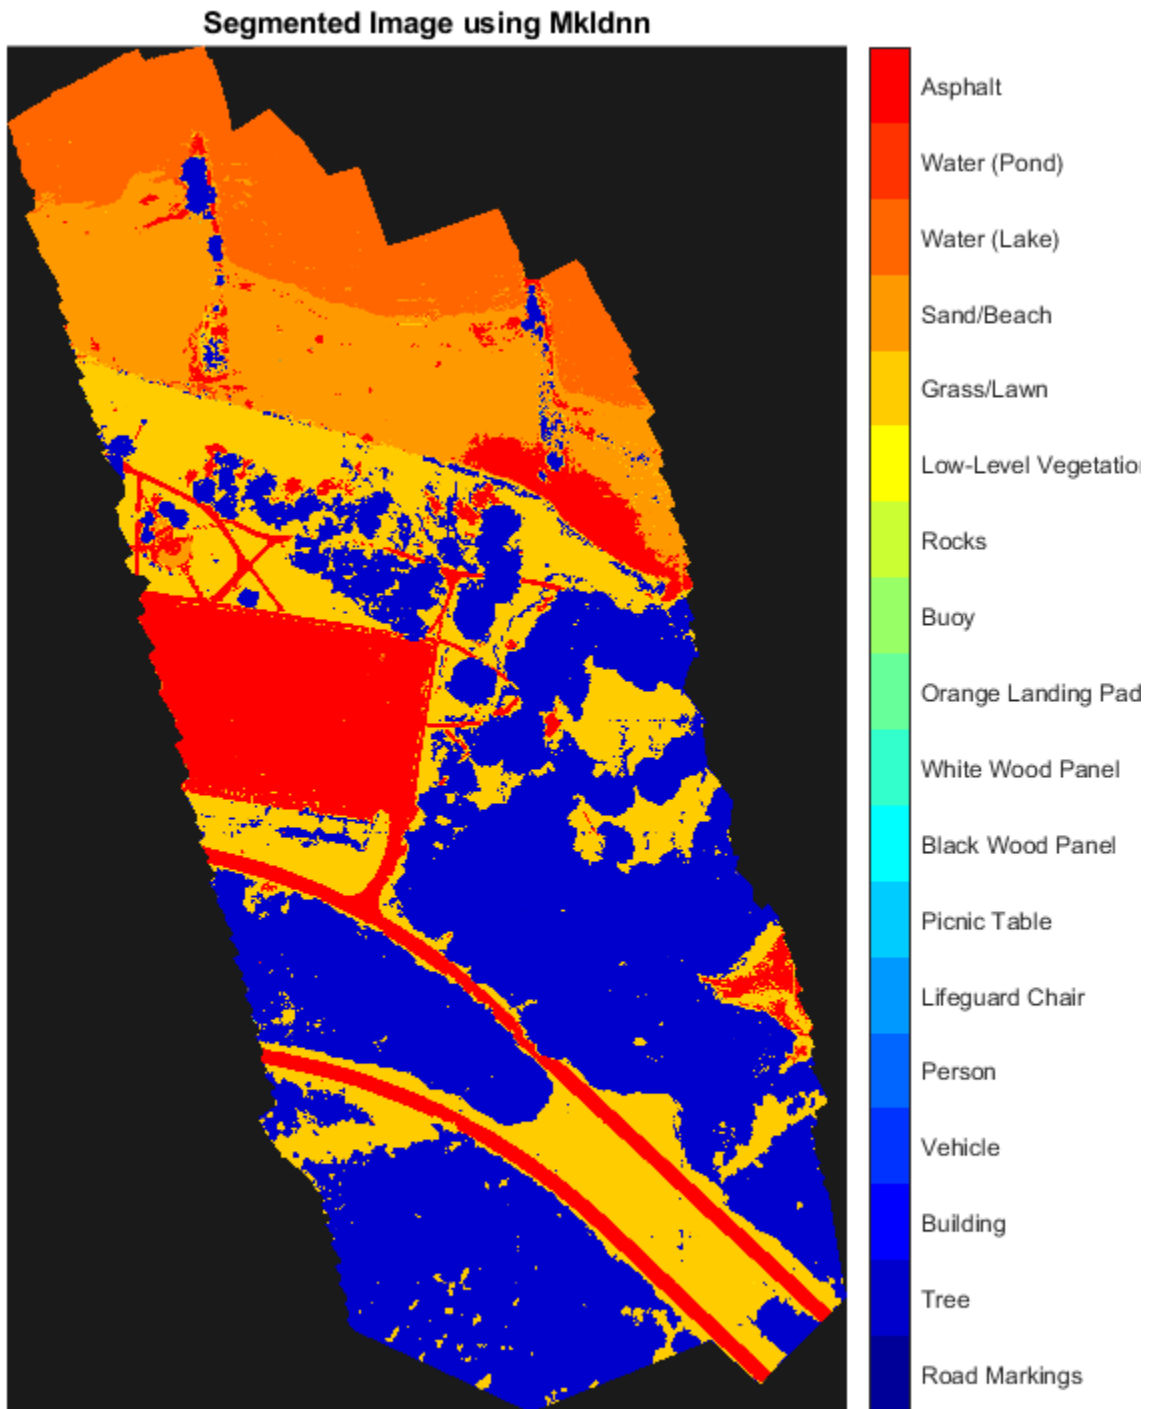 Segmented Image using Mkldnn
Asphalt
Water (Pond)
Water (Lake)
Sand/Beach
Grass/Lawn
Low-Level Vegetatio
Rocks
Buoy
Orange Landing Pad
White Wood Panel
Black Wood Panel
Picnic Table
Lifeguard Chair
Person
Vehicle
Building
Tree
Road Markings